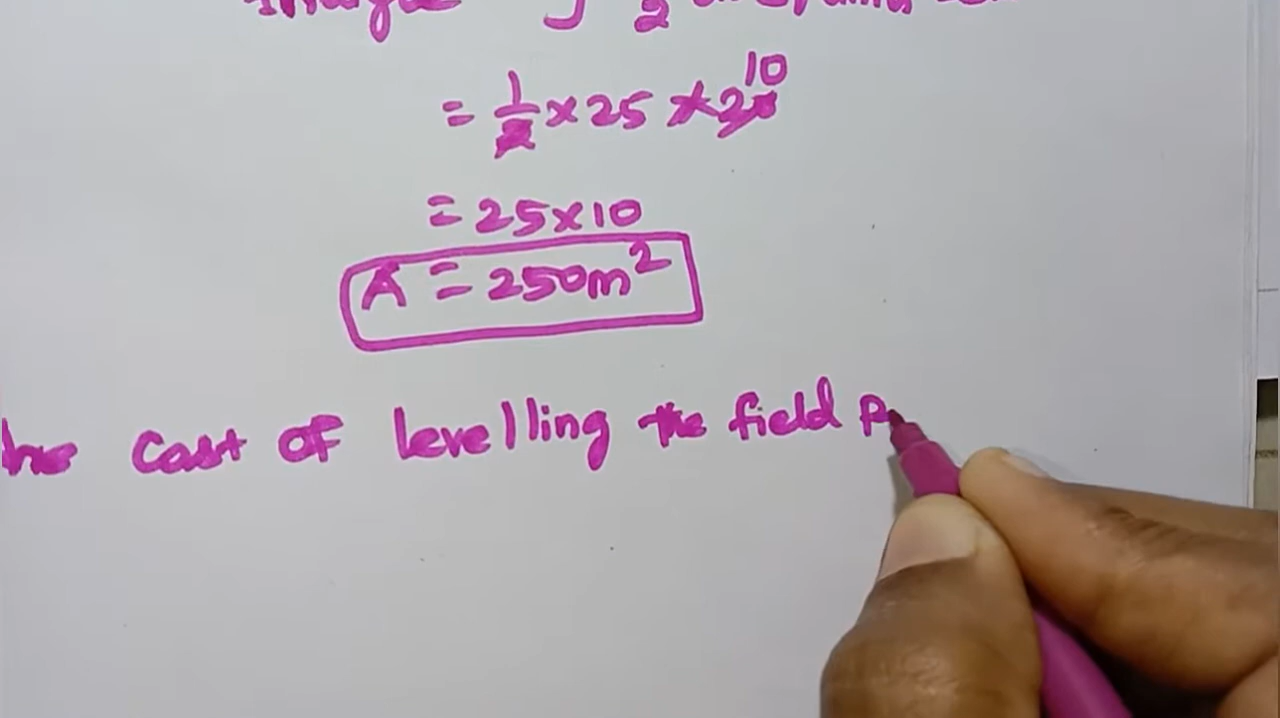 = 1/2 × 25 × 20 10
= 25×10
A = 250m²
cost of levelling the field P